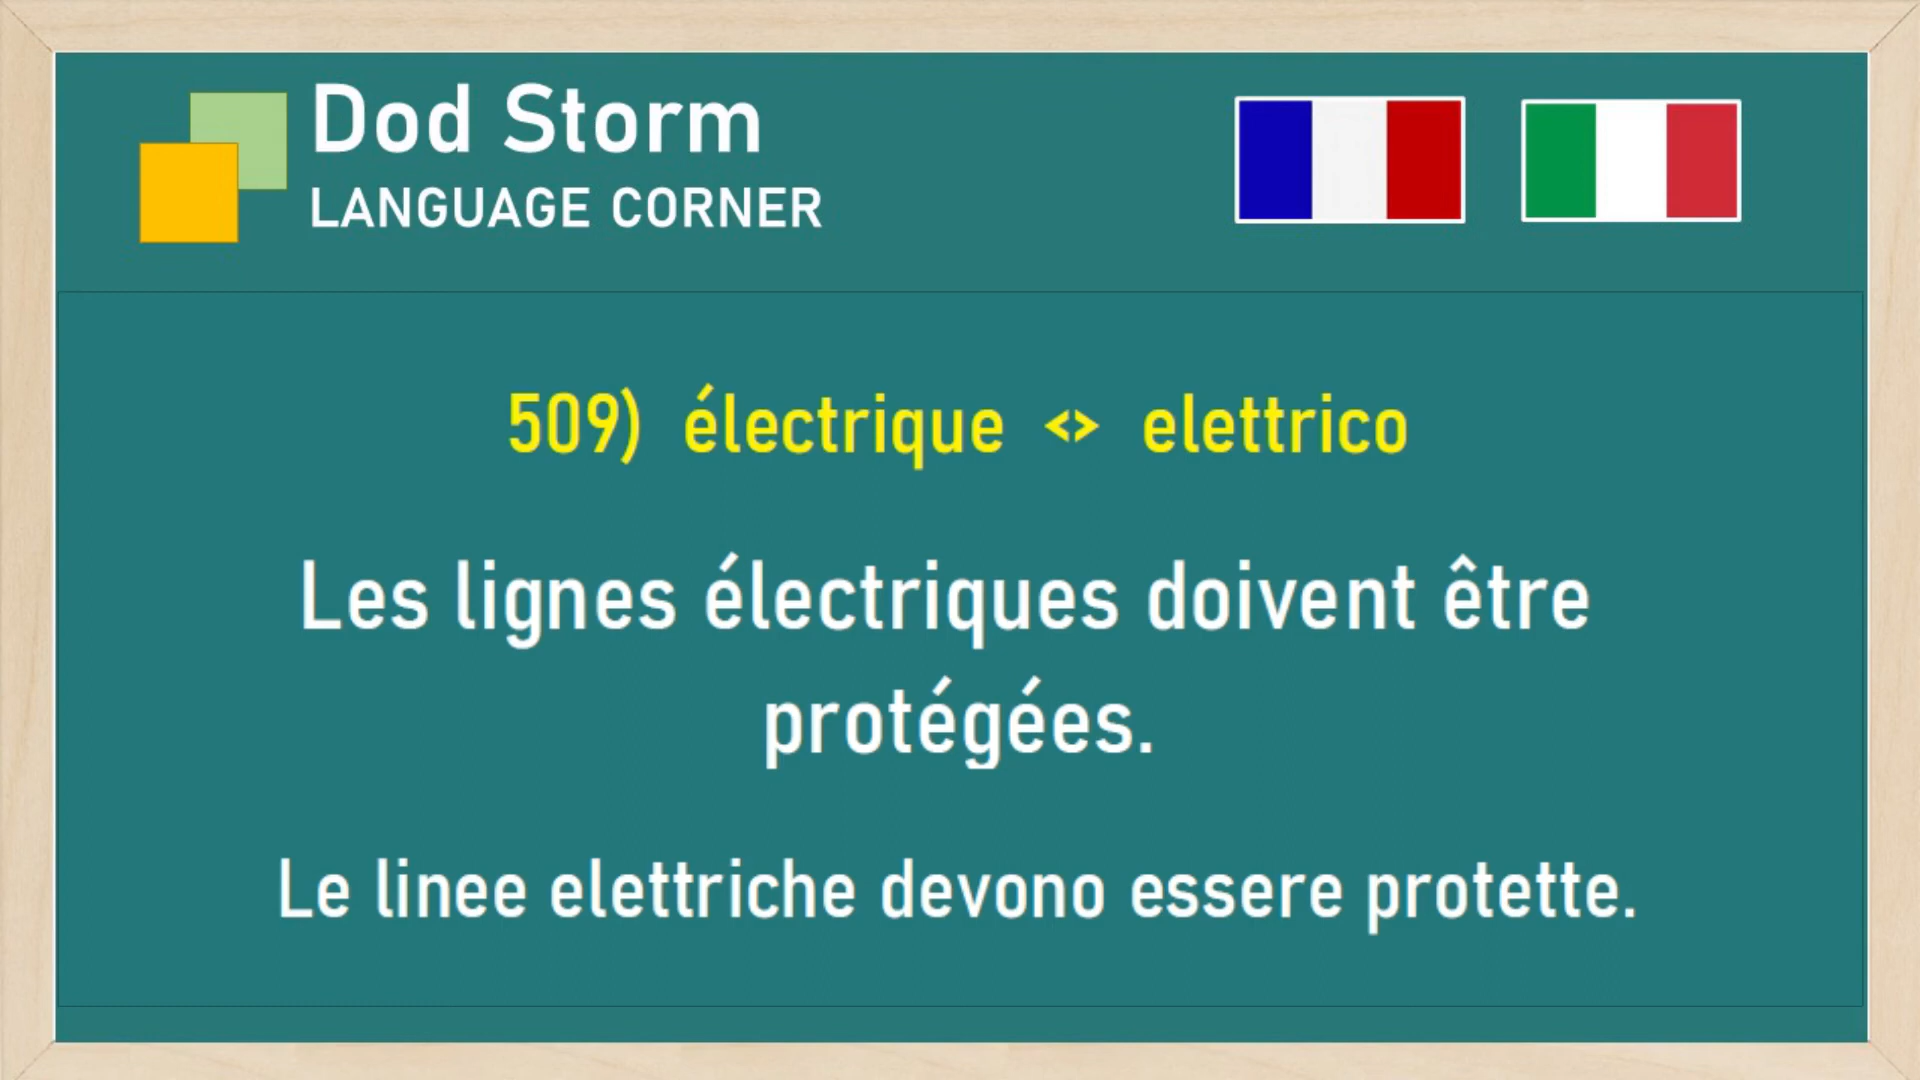 Dod Storm
LANGUAGE CORNER
509) électrique <> elettrico
Les lignes électriques doivent être
protégées.
Le linee elettriche devono essere protette.